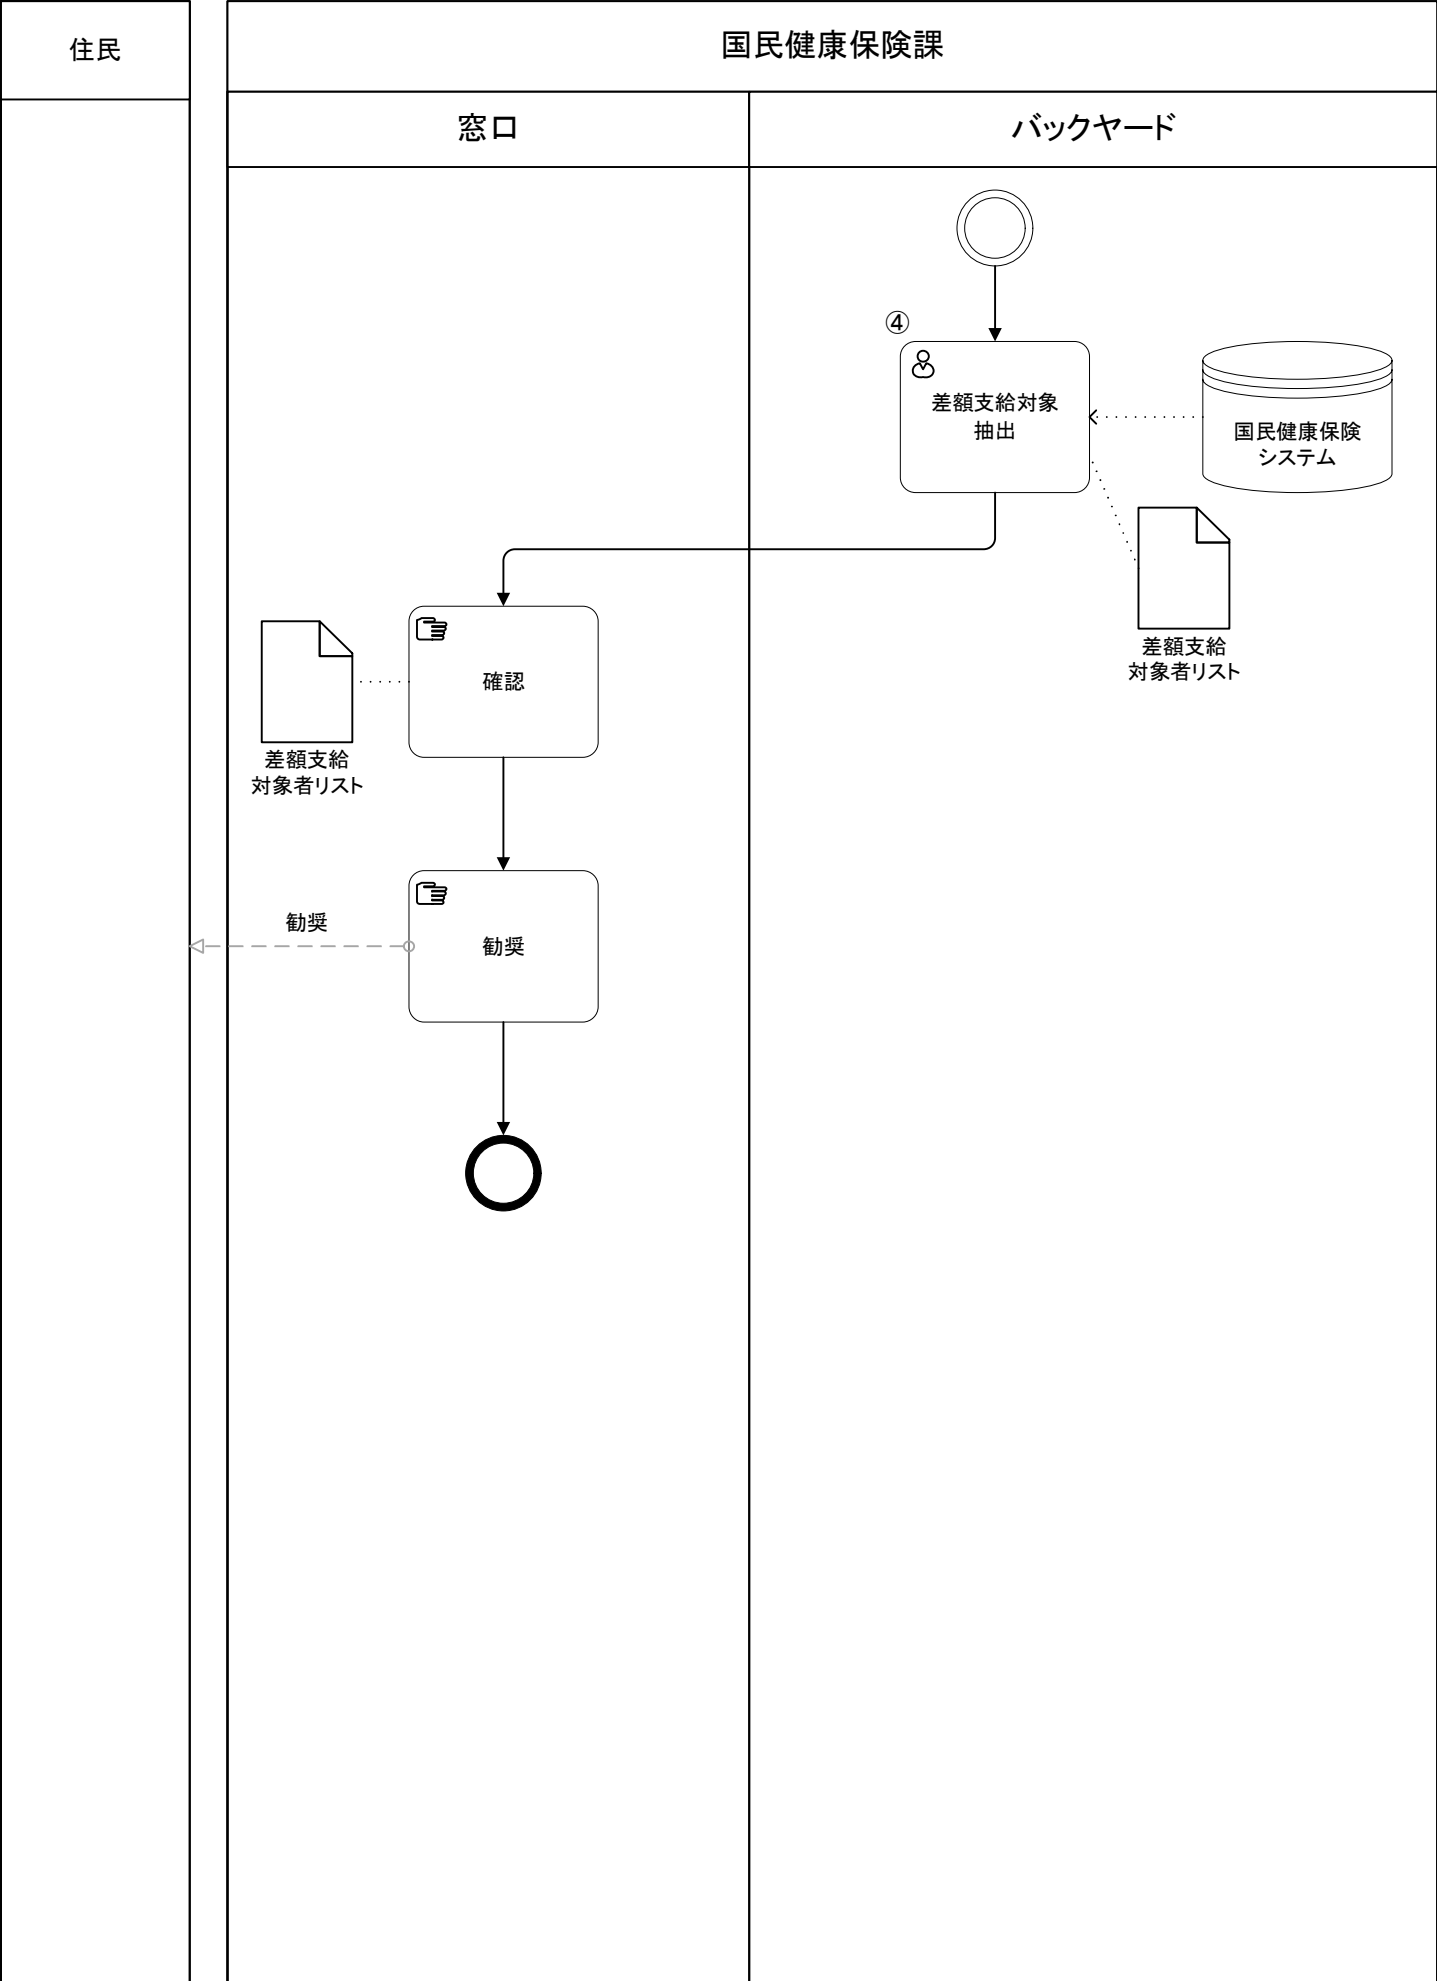 住民
国民健康保険課
窓口
バックヤード
④
差額支給対象
抽出
国民健康保険
システム
差額支給
対象者リスト
確認
差額支給
対象者リスト
勧奨
勧奨